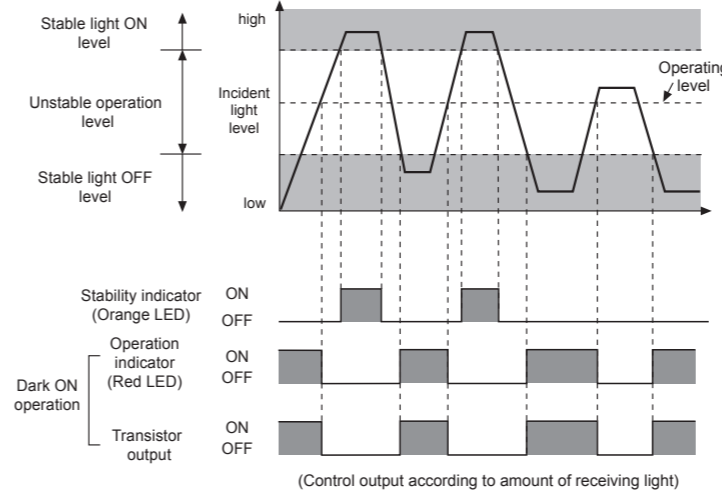 Stable light ON
level
Unstable operation
level
Stable light OFF
level
high
Incident
light
level
low
Operating
level
Stability indicator
(Orange LED)
ON
OFF
Dark ON
operation
Operation
indicator
(Red LED)
ON
OFF
Transistor
output
ON
OFF
(Control output according to amount of receiving light)